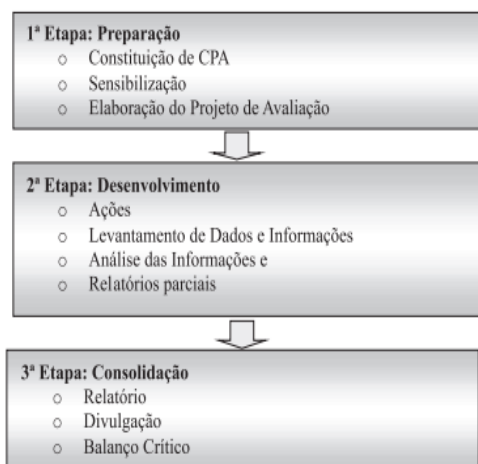 1ª Etapa: Preparação
o Constituição de CPA
o Sensibilização
o Elaboração do Projeto de Avaliação
2ª Etapa: Desenvolvimento
o Ações
o Levantamento de Dados e Informações
o Análise das Informações e
o Relatórios parciais
3ª Etapa: Consolidação
o Relatório
o Divulgação
o Balanço Crítico